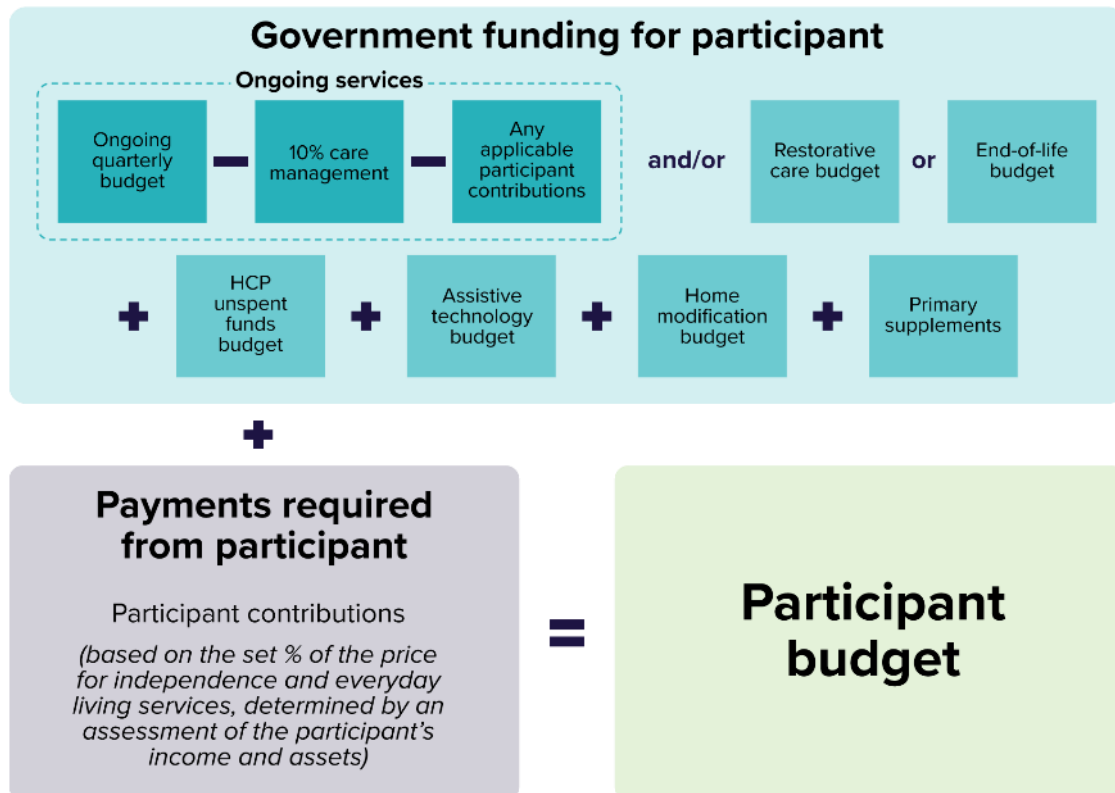 Government funding for participant
Ongoing services
Ongoing
quarterly
budget
10% care
management
Any
applicable
participant
contributions
and/or
Restorative
care budget
or
End-of-life
budget
HCP
unspent
funds
budget
Assistive
technology
budget
Home
modification
budget
Primary
supplements
Payments required
from participant
Participant contributions
(based on the set % of the price
for independence and everyday
living services, determined by an
assessment of the participant's
income and assets)
=
Participant
budget